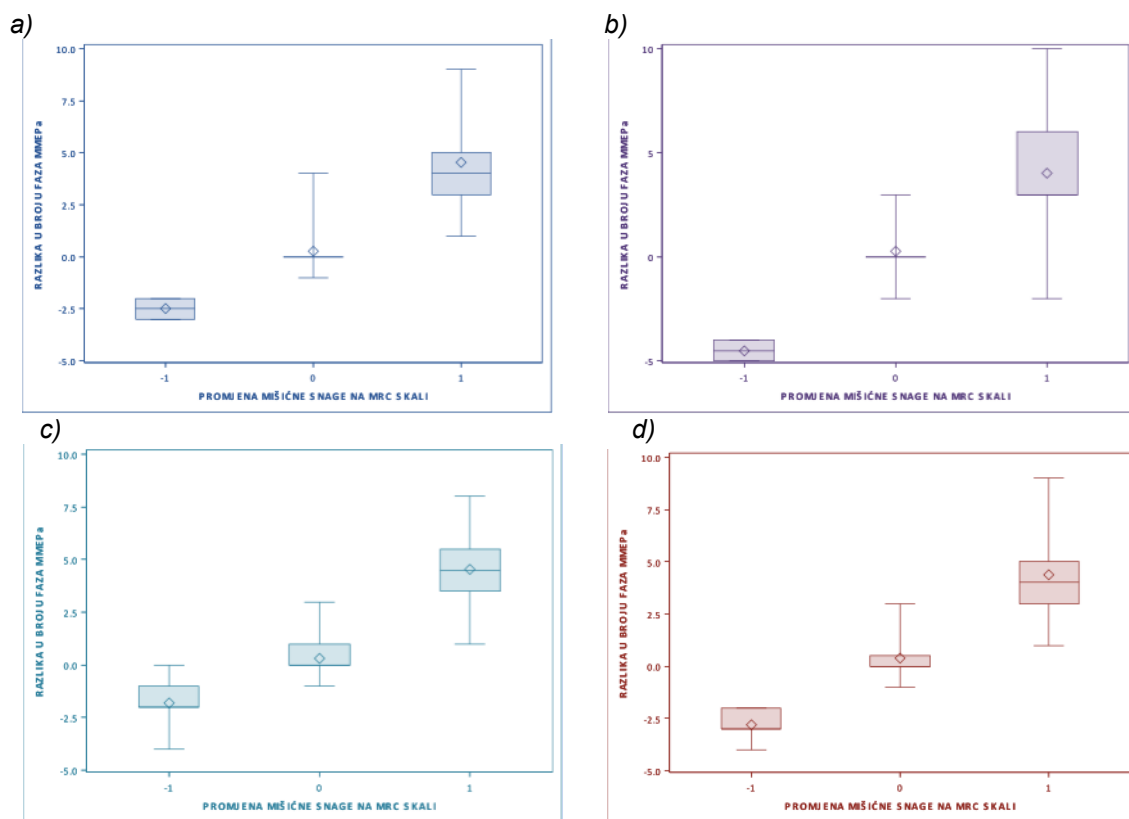 a)
10.0
7.5
5.0
2.5
0.0
-2.5
-5.0
RAZLIKA U BROJU FAZA MMEPa
-1 0 1
PROMJENA MIŠIĆNE SNAGE NA MRC SKALI
b)
10
5
0
-5
RAZLIKA U BROJU FAZA MMEPa
-1 0 1
PROMJENA MIŠIĆNE SNAGE NA MRC SKALI
c)
10.0
7.5
5.0
2.5
0.0
-2.5
-5.0
RAZLIKA U BROJU FAZA MMEPa
-1 0 1
PROMJENA MIŠIĆNE SNAGE NA MRC SKALI
d)
10.0
7.5
5.0
2.5
0.0
-2.5
-5.0
RAZLIKA U BROJU FAZA MMEPa
-1 0 1
PROMJENA MIŠIĆNE SNAGE NA MRC SKALI